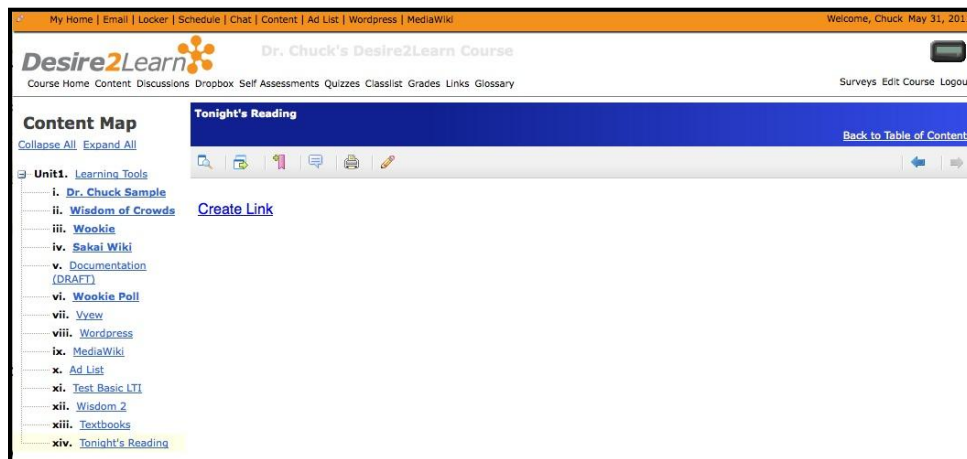 My Home | Email | Locker | Schedule | Chat | Content | Ad List | Wordpress | MediaWiki
Welcome, Chuck May 31, 201
Desire2Learn
Dr. Chuck's Desire2Learn Course
Course Home Content Discussions Dropbox Self Assessments Quizzes Classlist Grades Links Glossary
Surveys Edit Course Logou
Content Map
Collapse All Expand All
Unit1. Learning Tools
i. Dr. Chuck Sample
ii. Wisdom of Crowds
iii. Wookie
iv. Sakai Wiki
v. Documentation
(DRAFT)
vi. Wookie Poll
vii. Vyew
viii. Wordpress
ix. MediaWiki
x. Ad List
xi. Test Basic LTI
xii. Wisdom 2
xiii. Textbooks
xiv. Tonight's Reading
Tonight's Reading
Back to Table of Content
Create Link